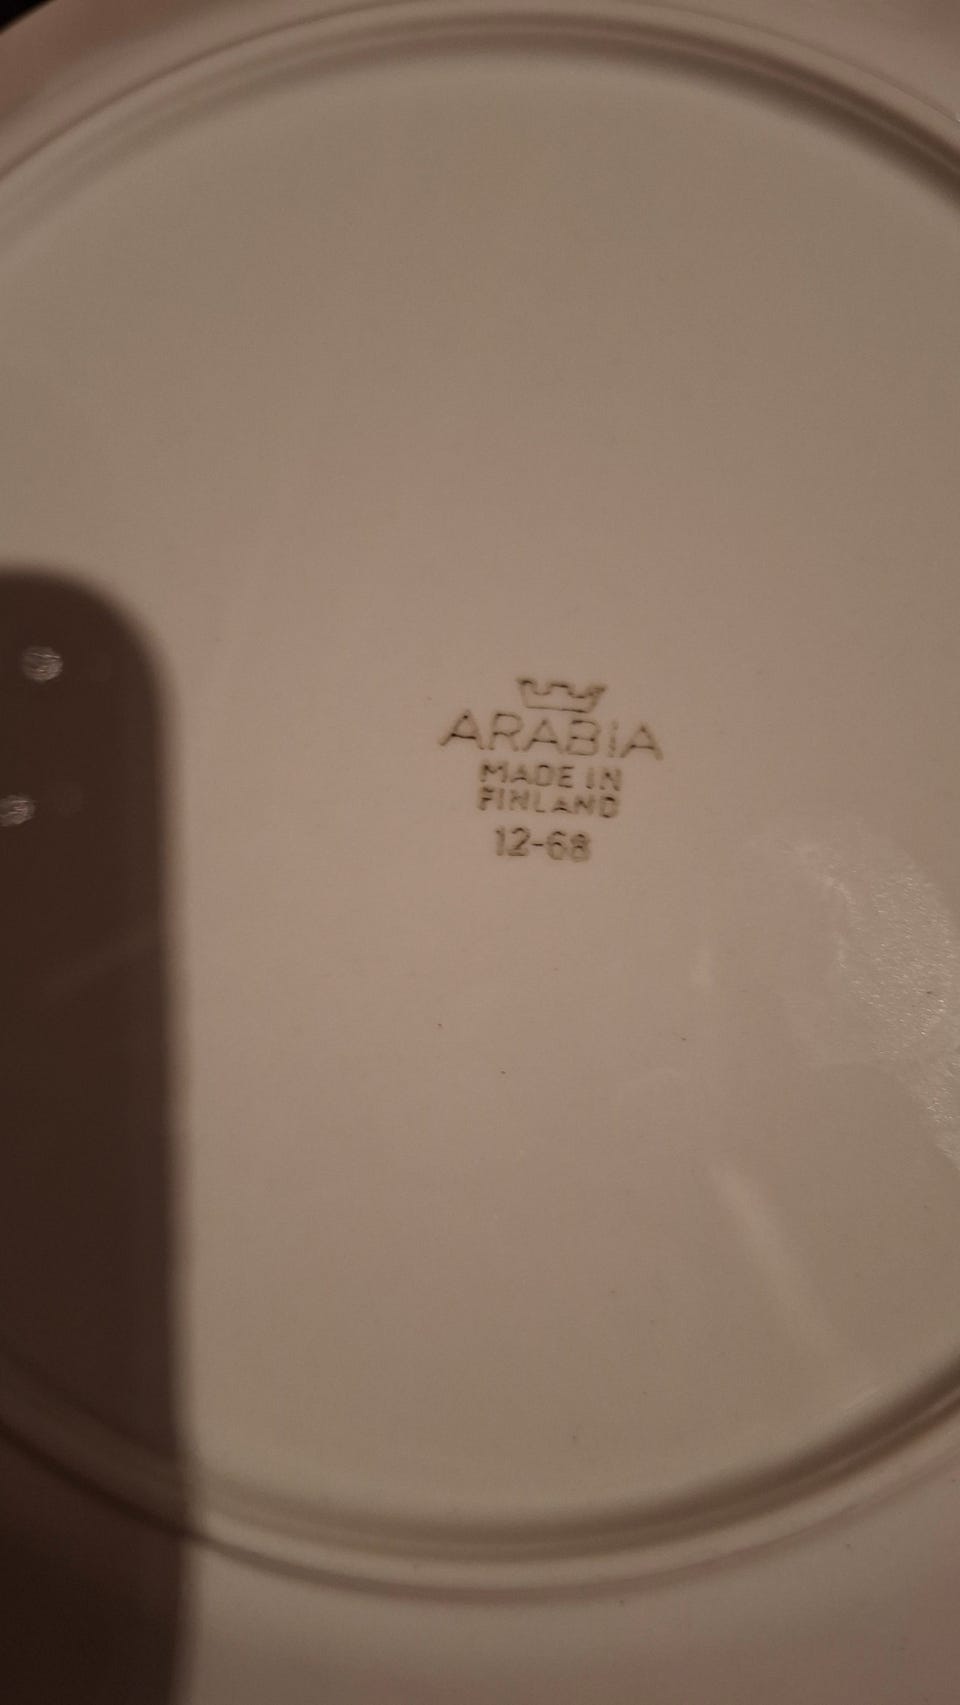 ARABIA
MADE IN
FINLAND
12-68